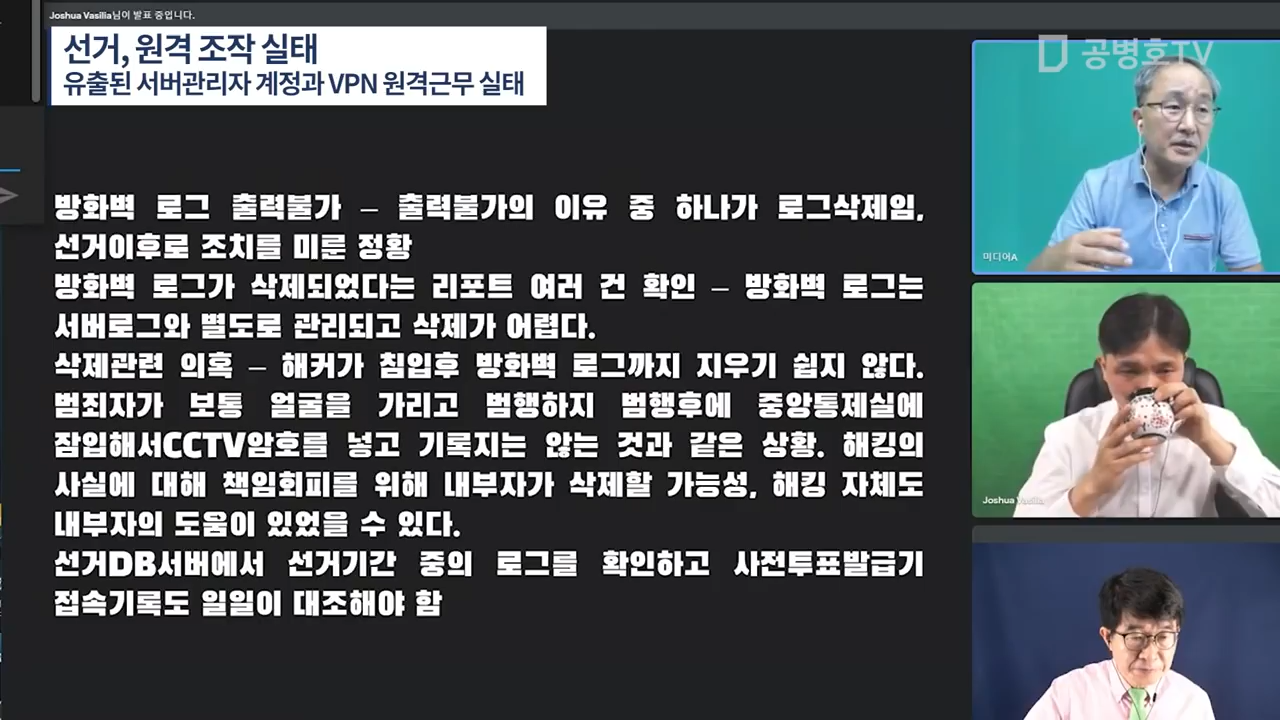 Joshua Vasilia님이 발표 중입니다.
선거, 원격 조작 실태
유출된 서버관리자 계정과 VPN 원격근무 실태
공병호TV
방화벽 로그 출력불가 – 출력불가의 이유 중 하나가 로그삭제임,
선거이후로 조치를 미룬 정황
방화벽 로그가 삭제되었다는 리포트 여러 건 확인 – 방화벽 로그는
서버로그와 별도로 관리되고 삭제가 어렵다.
삭제관련 의혹 – 해커가 침입후 방화벽 로그까지 지우기 쉽지 않다.
범죄자가 보통 얼굴을 가리고 범행하지 범행후에 중앙통제실에
잠입해서CCTV암호를 넣고 기록지는 않는 것과 같은 상황. 해킹의
사실에 대해 책임회피를 위해 내부자가 삭제할 가능성, 해킹 자체도
내부자의 도움이 있었을 수 있다.
선거DB서버에서 선거기간 중의 로그를 확인하고 사전투표발급기
접속기록도 일일이 대조해야 함
미디어A
Joshua Vasilia